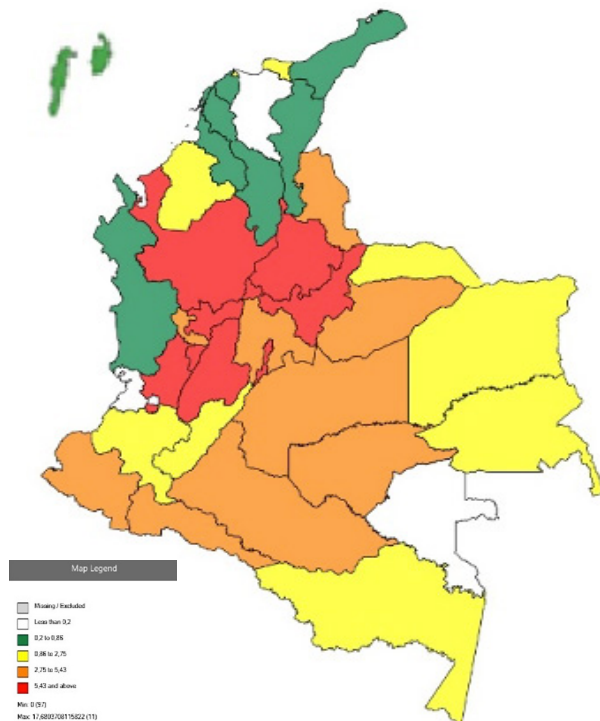 Map Legend
Missing / Excluded
Less than 0,2
0,2 to 0,86
0,86 to 2,75
2,75 to 5,43
5,43 and above
Min: 0 (97)
Max: 17,6803708115822 (11)